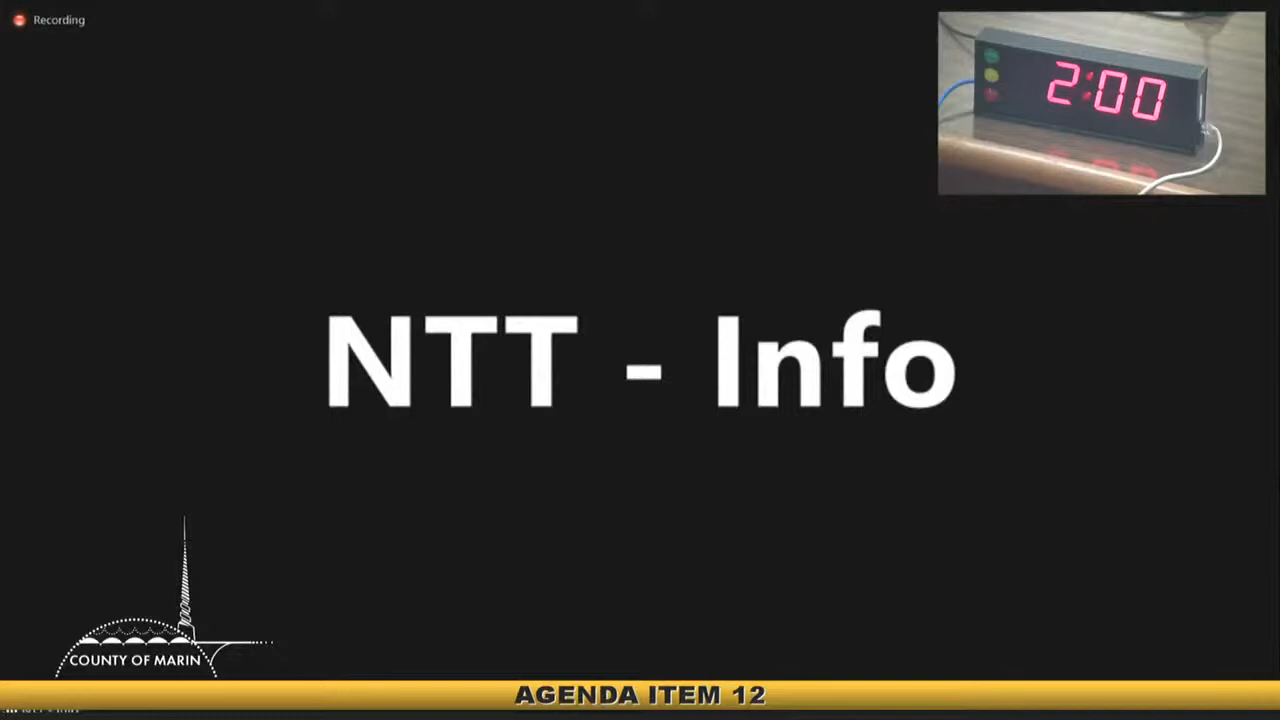 Recording
2:00
NTT - Info
COUNTY OF MARIN
AGENDA ITEM 12